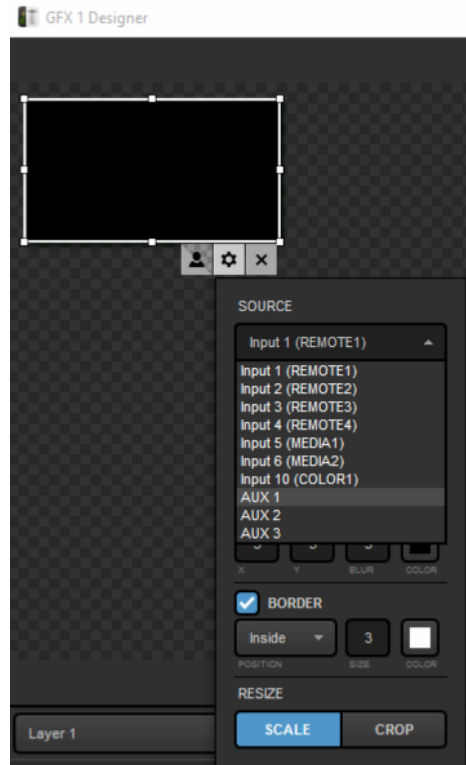 GFX 1 Designer
SOURCE
Input 1 (REMOTE1)
Input 1 (REMOTE1)
Input 2 (REMOTE2)
Input 3 (REMOTE3)
Input 4 (REMOTE4)
Input 5 (MEDIA1)
Input 6 (MEDIA2)
Input 10 (COLOR1)
AUX 1
AUX 2
AUX 3
X Y BLUR COLOR
BORDER
Inside 3
POSITION SIZE COLOR
RESIZE
SCALE CROP
Layer 1